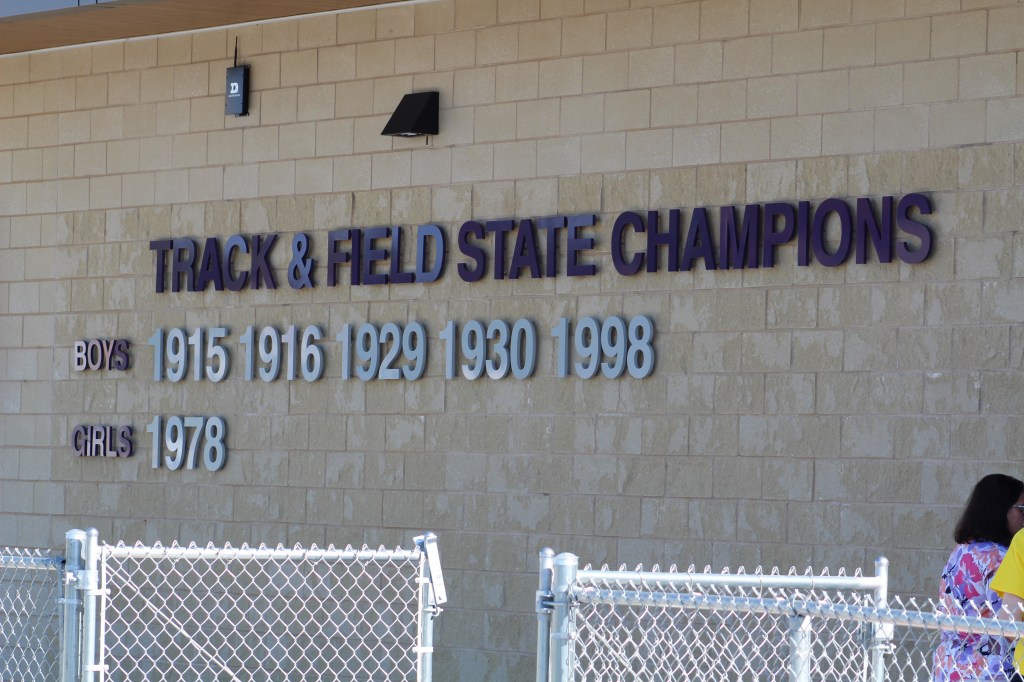 TRACK & FIELD STATE CHAMPIONS
BOYS 1915 1916 1929 1930 1998
GIRLS 1978